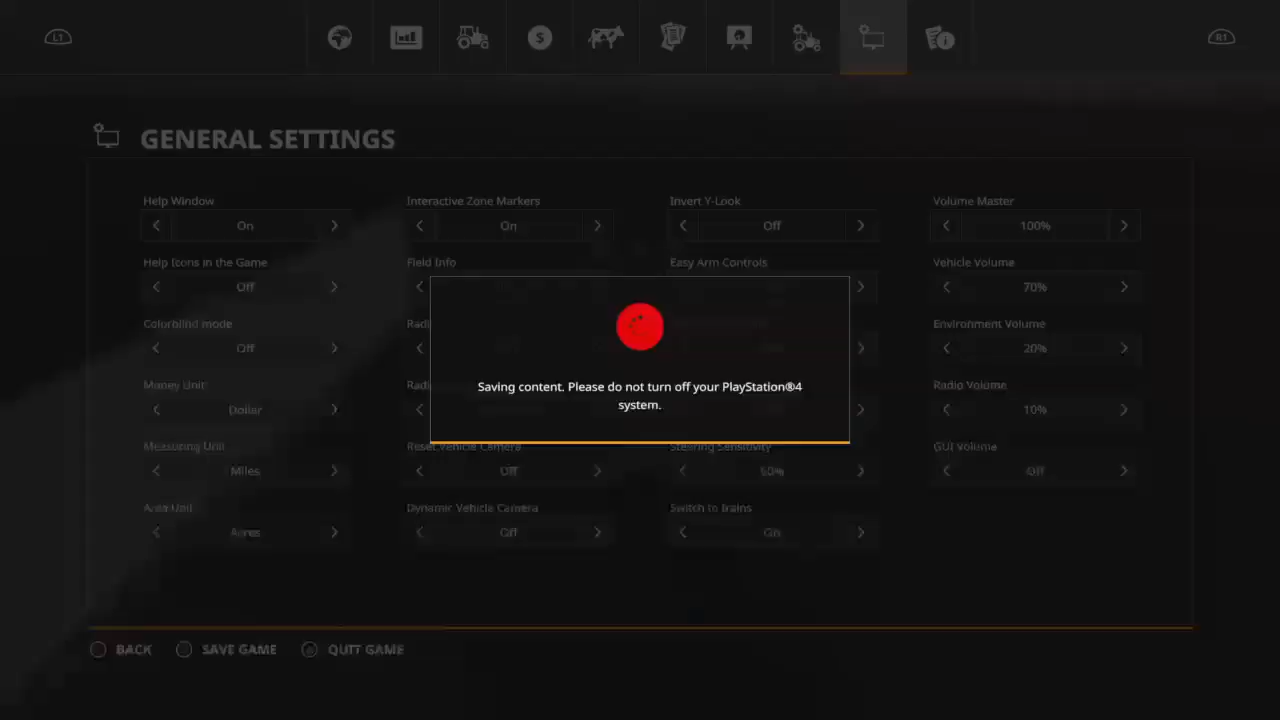 L1
R1
GENERAL SETTINGS
Help Window
On
Interactive Zone Markers
On
Invert Y-Look
Off
Volume Master
100%
Help Icons in the Game
Off
Field Info
Easy Arm Controls
Vehicle Volume
70%
Colorblind mode
Off
Environment Volume
20%
Money Unit
Dollar
Radio Volume
10%
Saving content. Please do not turn off your PlayStation®4
system.
Measuring Unit
Miles
Reset Vehicle Camera
Off
Steering Sensitivity
50%
GUI Volume
Off
Area Unit
Acres
Dynamic Vehicle Camera
Off
Switch to Trains
On
BACK
SAVE GAME
QUIT GAME